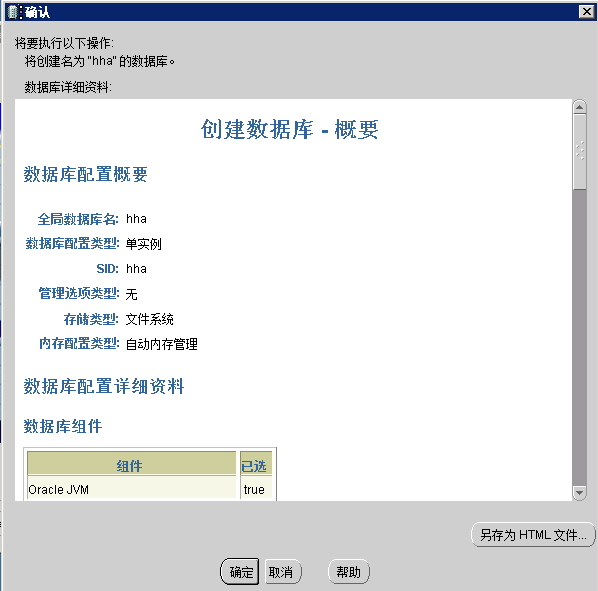 确认
将要执行以下操作:
将创建名为 "hha" 的数据库。
数据库详细资料:
创建数据库 - 概要
数据库配置概要
全局数据库名: hha
数据库配置类型: 单实例
SID: hha
管理选项类型: 无
存储类型: 文件系统
内存配置类型: 自动内存管理
数据库配置详细资料
数据库组件
组件 已选
Oracle JVM true
另存为 HTML 文件...
确定 取消 帮助